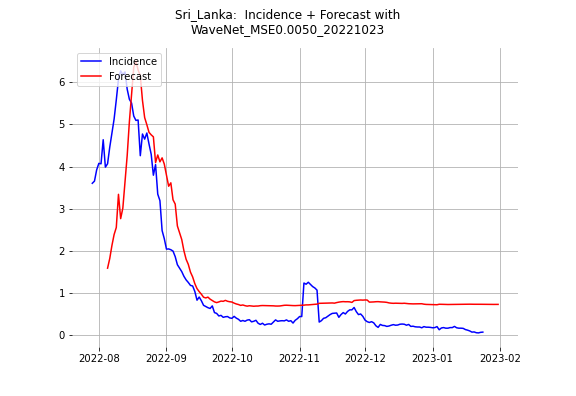 Sri_Lanka:  Incidence + Forecast with
WaveNet_MSE0.0050_20221023
Incidence
Forecast
6
5
4
3
2
1
0
2022-08 2022-09 2022-10 2022-11 2022-12 2023-01 2023-02